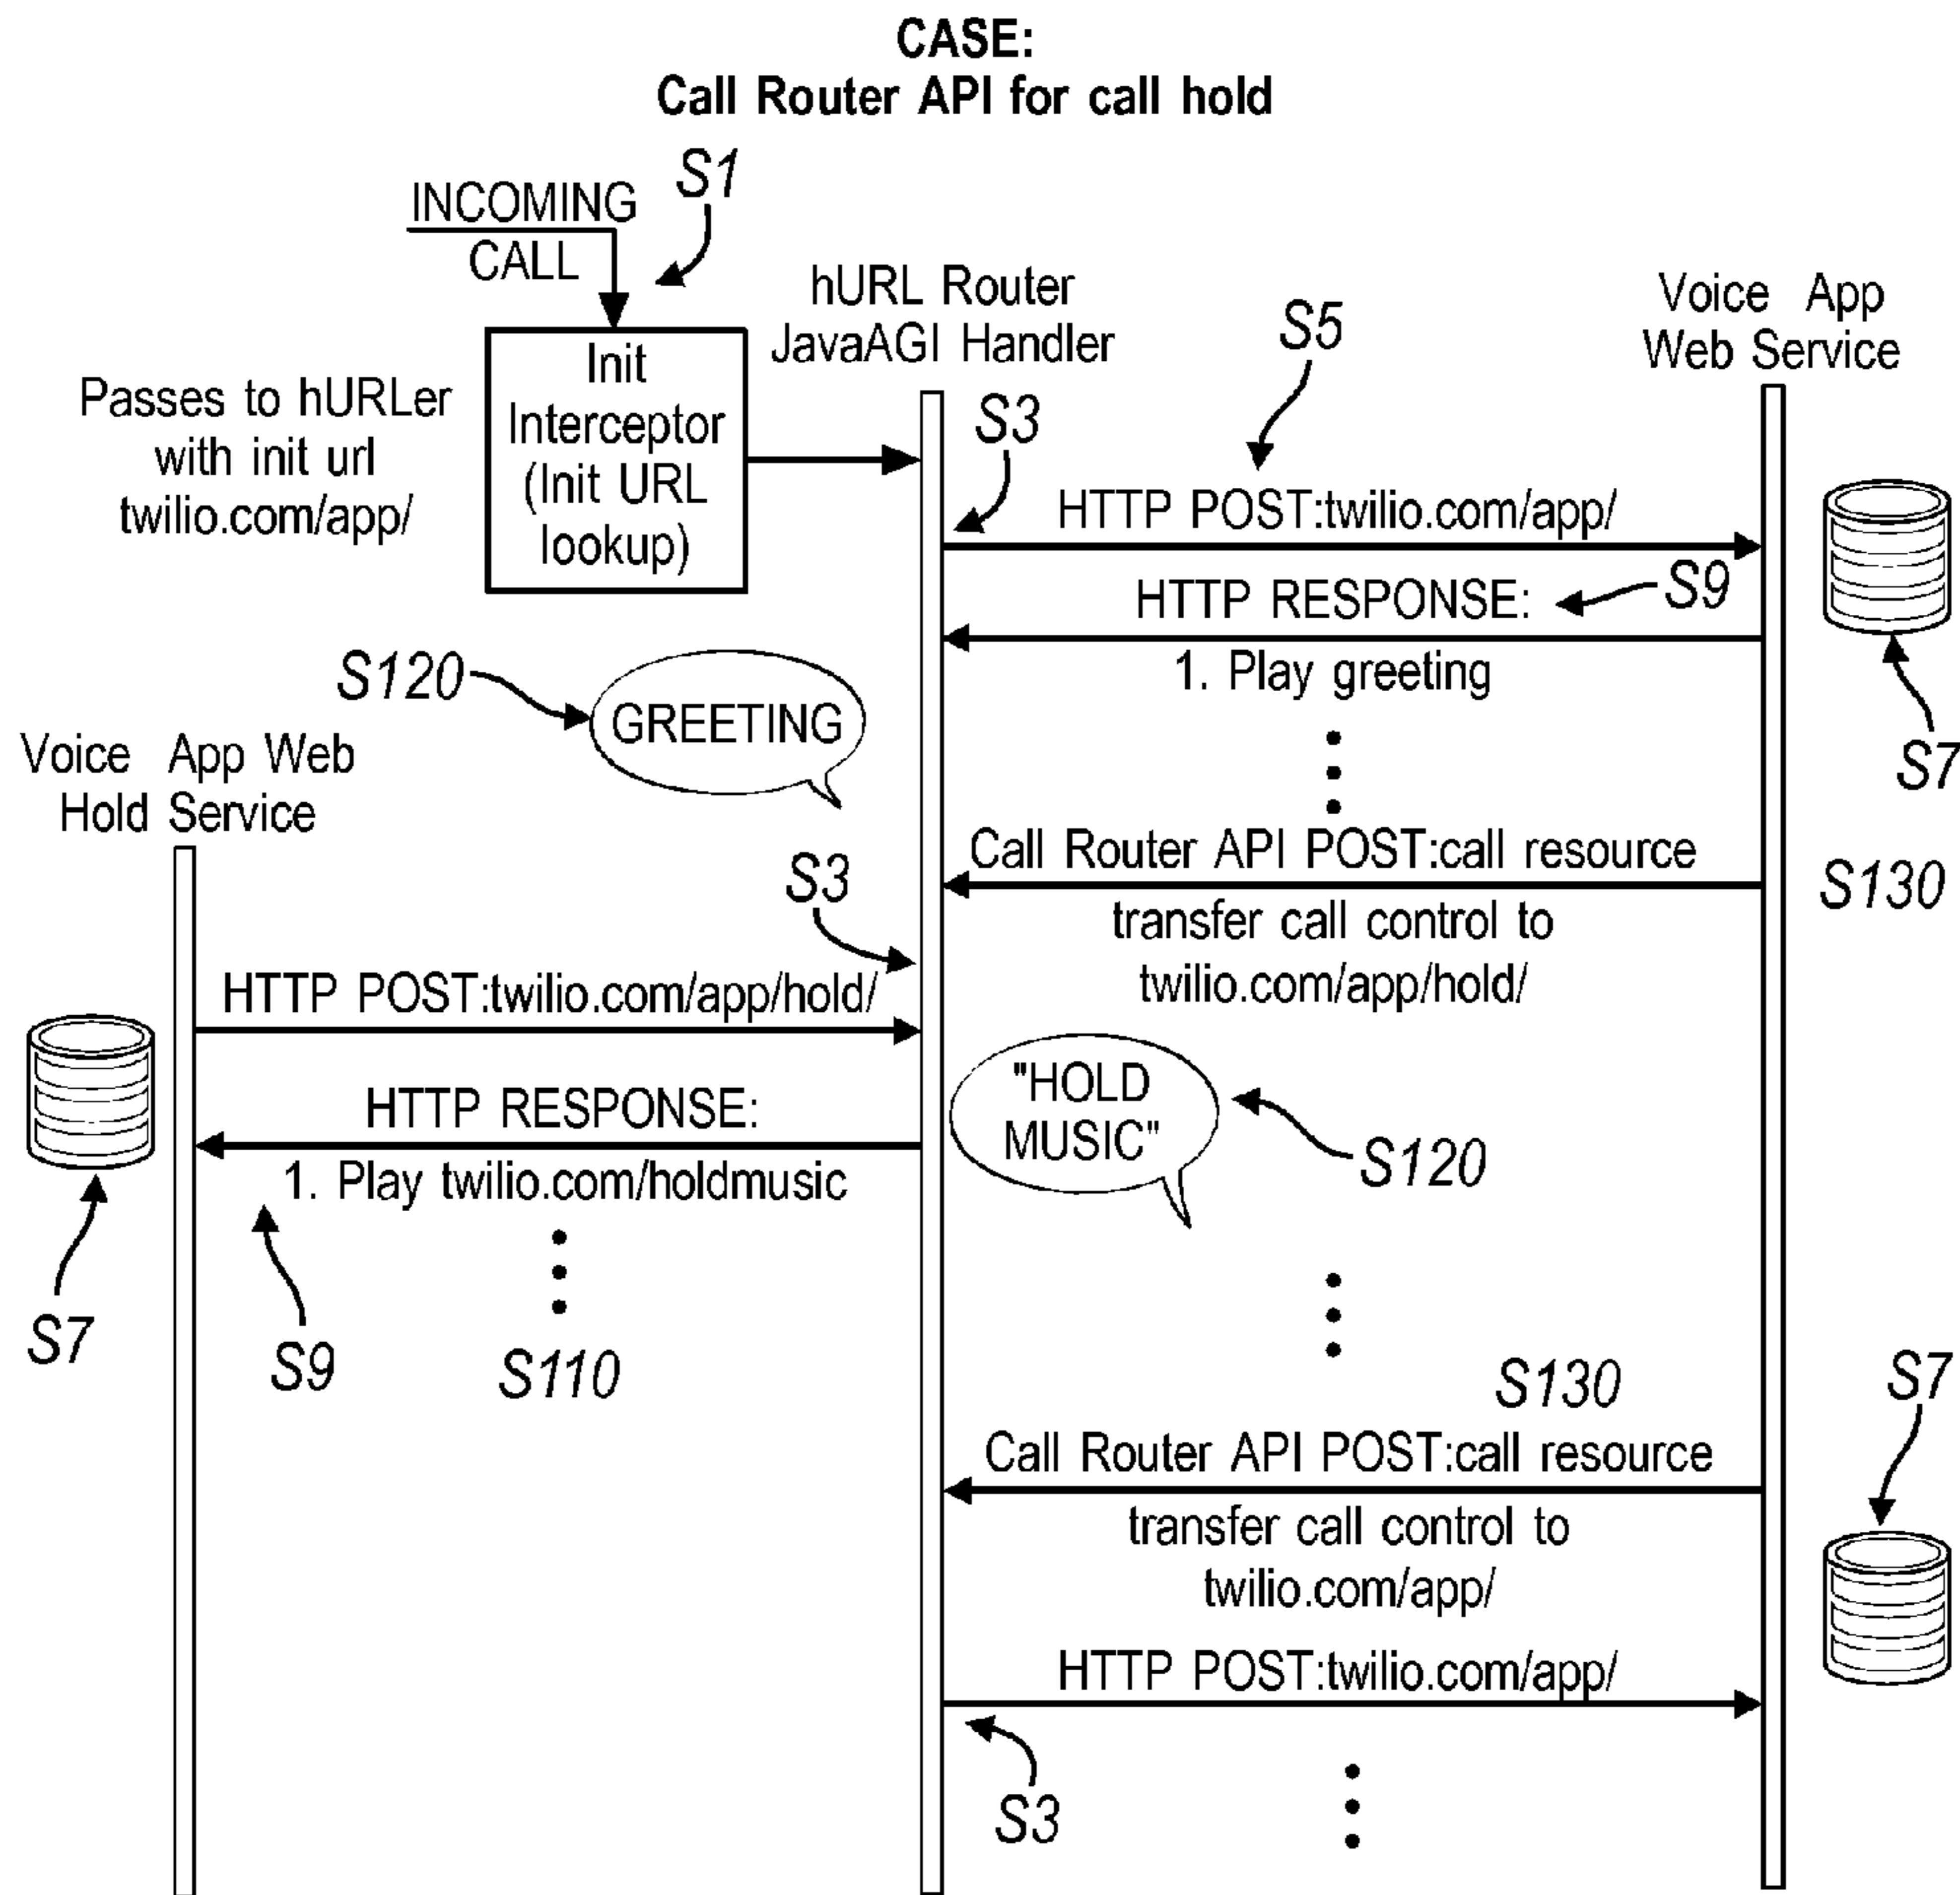 CASE:
Call Router API for call hold
S1
INCOMING
CALL
hURL Router
JavaAGI Handler
Voice App
Web Service
S5
Init
Interceptor
(Init URL
lookup)
Passes to hURLer
with init url
twilio.com/app/
S3
HTTP POST:twilio.com/app/
HTTP RESPONSE:
S9
1. Play greeting
S7
S120
GREETING
Voice App Web
Hold Service
Call Router API POST:call resource
S130
transfer call control to
twilio.com/app/hold/
S3
HTTP POST:twilio.com/app/hold/
HTTP RESPONSE:
1. Play twilio.com/holdmusic
"HOLD
MUSIC"
S120
S7
S9
S110
S130
S7
Call Router API POST:call resource
transfer call control to
twilio.com/app/
HTTP POST:twilio.com/app/
S3